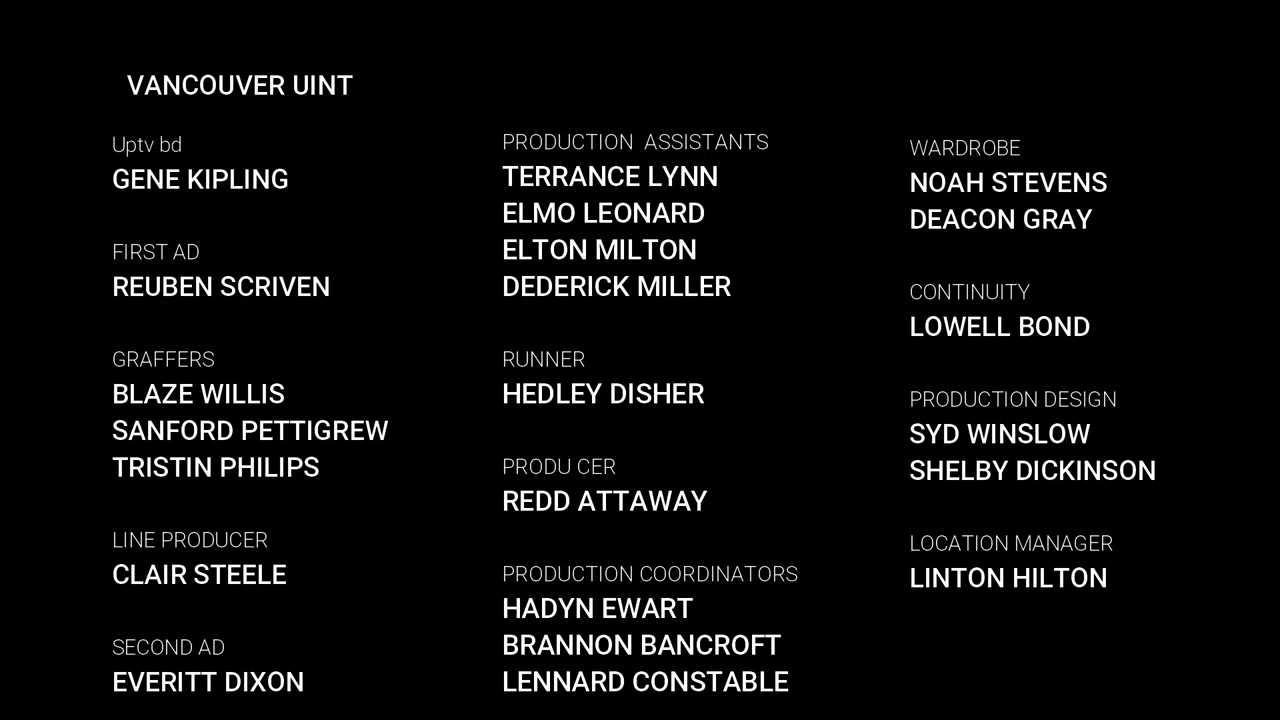 VANCOUVER UINT
Uptv bd
GENE KIPLING
FIRST AD
REUBEN SCRIVEN
GRAFFERS
BLAZE WILLIS
SANFORD PETTIGREW
TRISTIN PHILIPS
LINE PRODUCER
CLAIR STEELE
SECOND AD
EVERITT DIXON
PRODUCTION ASSISTANTS
TERRANCE LYNN
ELMO LEONARD
ELTON MILTON
DEDERICK MILLER
RUNNER
HEDLEY DISHER
PRODU CER
REDD ATTAWAY
PRODUCTION COORDINATORS
HADYN EWART
BRANNON BANCROFT
LENNARD CONSTABLE
WARDROBE
NOAH STEVENS
DEACON GRAY
CONTINUITY
LOWELL BOND
PRODUCTION DESIGN
SYD WINSLOW
SHELBY DICKINSON
LOCATION MANAGER
LINTON HILTON